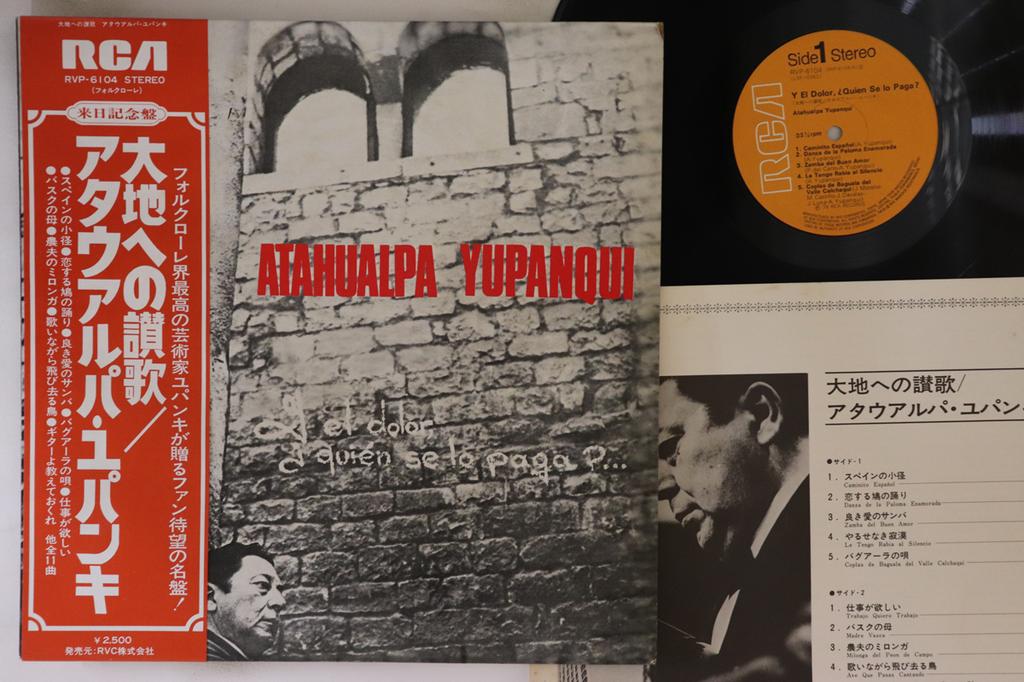 大地への讃歌 アタウアルパ・ユパンキ
RCA
RVP-6104 STEREO
(フォルクローレ)
来日記念盤
フォルクローレ界最高の芸術家ユパンキが贈るファン待望の名盤!
大地への讃歌/
アタウアルパ・ユパンキ
●スペインの小径●恋する鳩の踊り●良き愛のサンバ●バグアーラの唄●仕事が欲しい
●バスクの母●農夫のミロンガ●歌いながら飛び去る鳥●ギターよ教えておくれ 他全11曲
¥2,500
発売元:RVC株式会社
ATAHUALPA YUPANQUI
Y el dolor
¿quién se lo paga?...
Side 1 Stereo
RVP-6104
Y El Dolor, ¿Quien Se lo Paga?
Atahualpa Yupanqui
RCA
33⅓rpm
1. Caminito Español (A. Yupanqui)
2. Danza de la Paloma Enamorada
(A. Yupanqui)
3. Zamba del Buen Amor
4. Le Tengo Rabia al Silencio
5. Coplas de Baguala del
Valle Calchaqui
大地への讃歌/
アタウアルパ・ユパン
●サイド-1
1. スペインの小径
Caminito Español
2. 恋する鳩の踊り
Danza de la Paloma Enamorada
3. 良き愛のサンバ
Zamba del Buen Amor
4. やるせなき寂漠
Le Tengo Rabia al Silencio
5. バグアーラの唄
Coplas de Baguala del Valle Calchaqui
●サイド-2
1. 仕事が欲しい
Trabajo Quiero Trabajo
2. バスクの母
Madre Vasca
3. 農夫のミロンガ
Milonga del Peon de Campo
4. 歌いながら飛び去る鳥
Ave Que Pasas Cantando